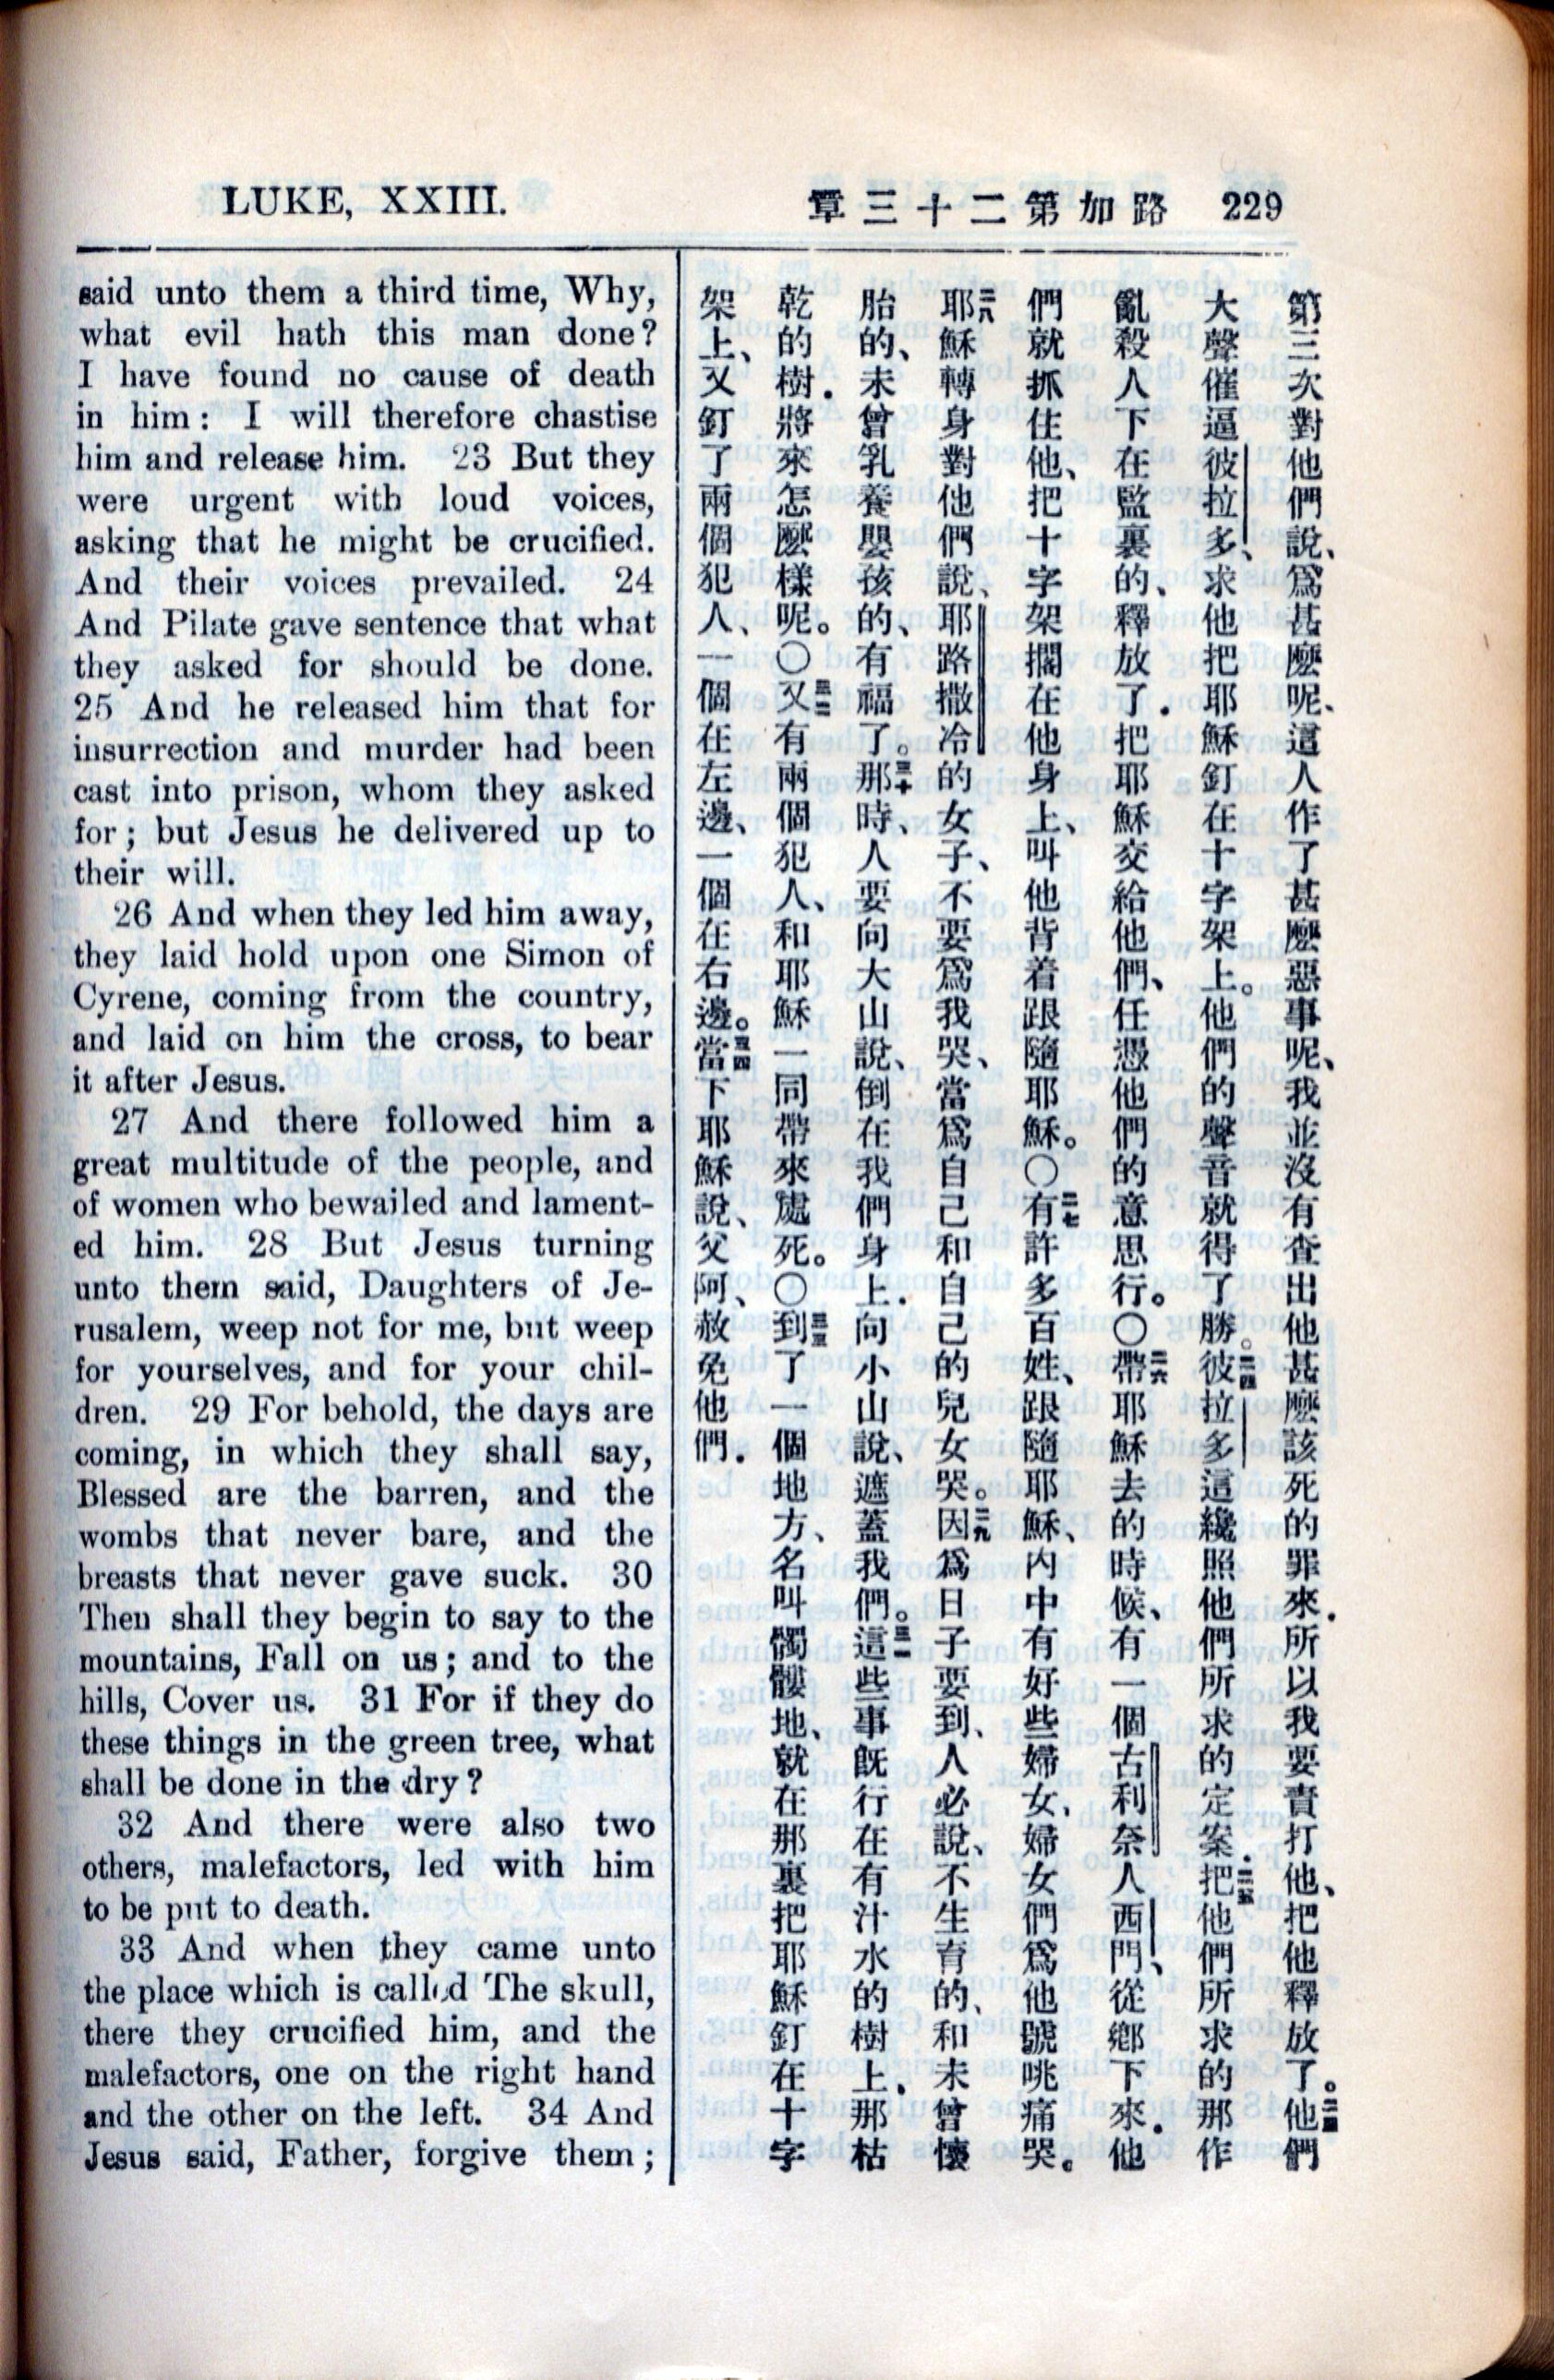 LUKE, XXIII.
章三十二第加路 229
said unto them a third time, Why,
what evil hath this man done?
I have found no cause of death
in him: I will therefore chastise
him and release him. 23 But they
were urgent with loud voices,
asking that he might be crucified.
And their voices prevailed. 24
And Pilate gave sentence that what
they asked for should be done.
25 And he released him that for
insurrection and murder had been
cast into prison, whom they asked
for; but Jesus he delivered up to
their will.
26 And when they led him away,
they laid hold upon one Simon of
Cyrene, coming from the country,
and laid on him the cross, to bear
it after Jesus.
27 And there followed him a
great multitude of the people, and
of women who bewailed and lament-
ed him. 28 But Jesus turning
unto them said, Daughters of Je-
rusalem, weep not for me, but weep
for yourselves, and for your chil-
dren. 29 For behold, the days are
coming, in which they shall say,
Blessed are the barren, and the
wombs that never bare, and the
breasts that never gave suck. 30
Then shall they begin to say to the
mountains, Fall on us; and to the
hills, Cover us. 31 For if they do
these things in the green tree, what
shall be done in the dry?
32 And there were also two
others, malefactors, led with him
to be put to death.
33 And when they came unto
the place which is called The skull,
there they crucified him, and the
malefactors, one on the right hand
and the other on the left. 34 And
Jesus said, Father, forgive them;
第三次對他們說、爲甚麼呢、這人作了甚麼惡事呢、我並沒有查出他甚麼該死的罪來．所以我要責打他、把他釋放了。二三他們
大聲催逼彼拉多、求他把耶穌釘在十字架上。他們的聲音就得了勝。二四彼拉多這纔照他們所求的定案．二五把他們所求的那作
亂殺人下在監裏的、釋放了．把耶穌交給他們、任憑他們的意思行。〇二六帶耶穌去的時候、有一個古利奈人西門、從鄉下來．他
們就抓住他、把十字架擱在他身上、叫他背着跟隨耶穌。〇二七有許多百姓、跟隨耶穌、內中有好些婦女、婦女們爲他號咷痛哭。
二八耶穌轉身對他們說、耶路撒冷的女子、不要爲我哭、當爲自己和自己的兒女哭。二九因爲日子要到、人必說、不生育的、和未曾懷
胎的、未曾乳養嬰孩的、有福了。三十那時、人要向大山說、倒在我們身上．向小山說、遮蓋我們。三一這些事旣行在有汁水的樹上．那枯
乾的樹．將來怎麼樣呢。〇三二又有兩個犯人、和耶穌一同帶來處死。〇三三到了一個地方、名叫髑髏地、就在那裏把耶穌釘在十字
架上、又釘了兩個犯人、一個在左邊、一個在右邊。三四當下耶穌說、父阿、赦免他們．